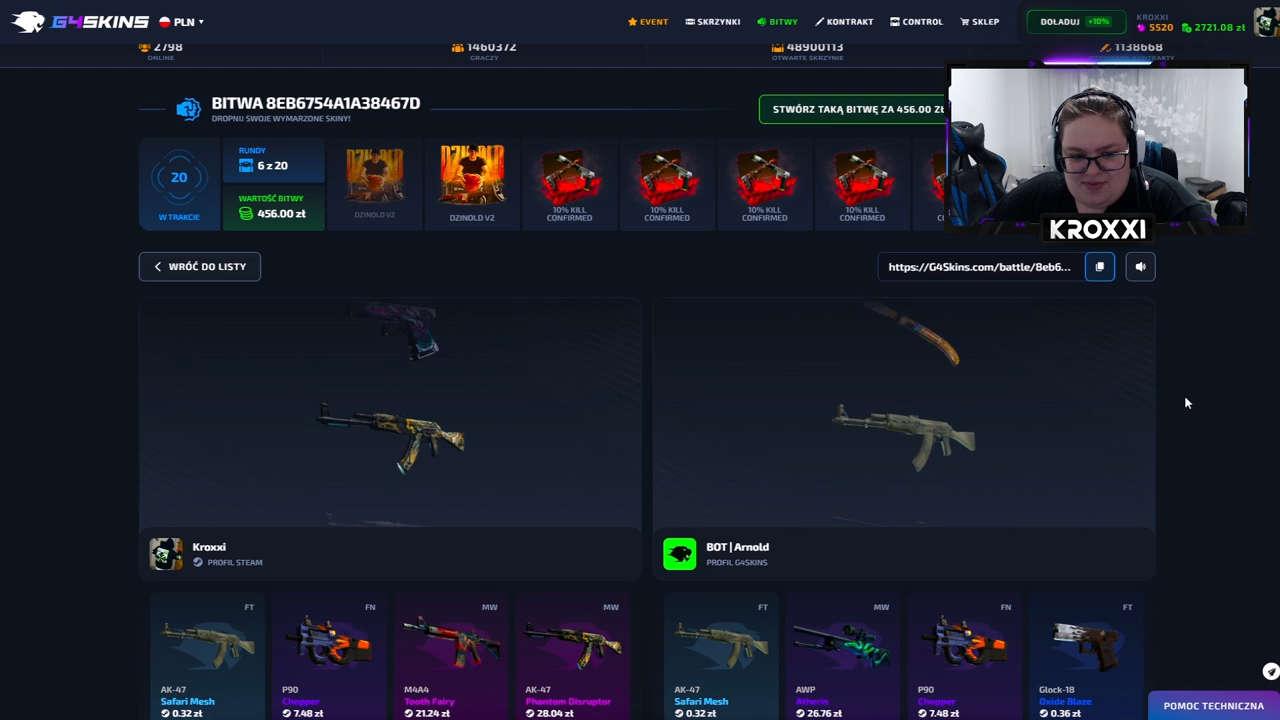 G4SKINS
PLN
EVENT
SKRZYNKI
BITWY
KONTRAKT
CONTROL
SKLEP
DOŁADUJ +10%
KROXXI
5520
2721.08 zł
2798
ONLINE
1460372
GRACZY
48900113
OTWARTE SKRZYNIE
1138668
BITWA 8EB6754A1A38467D
DROPNIJ SWOJE WYMARZONE SKINY!
STWÓRZ TAKĄ BITWĘ ZA 456.00 ZŁ
20
W TRAKCIE
RUNDY
6 z 20
WARTOŚĆ BITWY
456.00 zł
DZINOLD
DZINOLD V2
DZINOLD
DZINOLD V2
10% KILL
CONFIRMED
10% KILL
CONFIRMED
10% KILL
CONFIRMED
10% KILL
CONFIRMED
KROXXI
WRÓĆ DO LISTY
https://G4Skins.com/battle/8eb6...
Kroxxi
PROFIL STEAM
BOT | Arnold
PROFIL G4SKINS
FT
AK-47
Safari Mesh
0.32 zł
FN
P90
Chopper
7.48 zł
MW
M4A4
Tooth Fairy
21.24 zł
MW
AK-47
Phantom Disruptor
28.04 zł
FT
AK-47
Safari Mesh
0.32 zł
MW
AWP
Atheris
26.76 zł
FN
P90
Chopper
7.48 zł
FT
Glock-18
Oxide Blaze
0.36 zł
POMOC TECHNICZNA